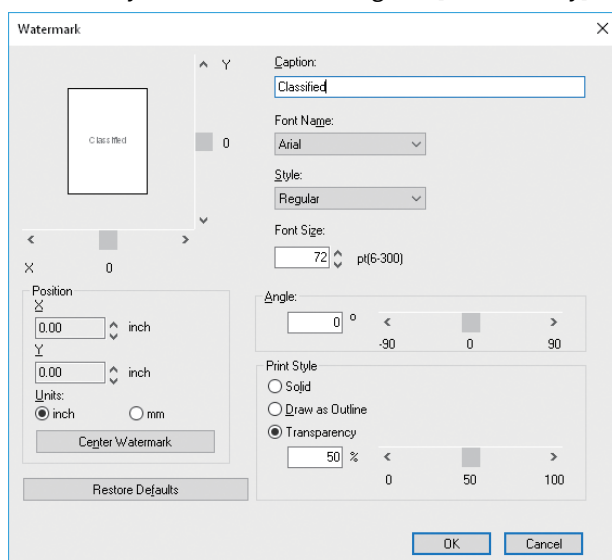 Watermark
Y
Classified
0
X 0
Position
X
0.00 inch
Y
0.00 inch
Units:
inch mm
Center Watermark
Restore Defaults
Caption:
Classified
Font Name:
Arial
Style:
Regular
Font Size:
72 pt(6-300)
Angle:
0 °
-90 0 90
Print Style
Solid
Draw as Outline
Transparency
50 %
0 50 100
OK Cancel